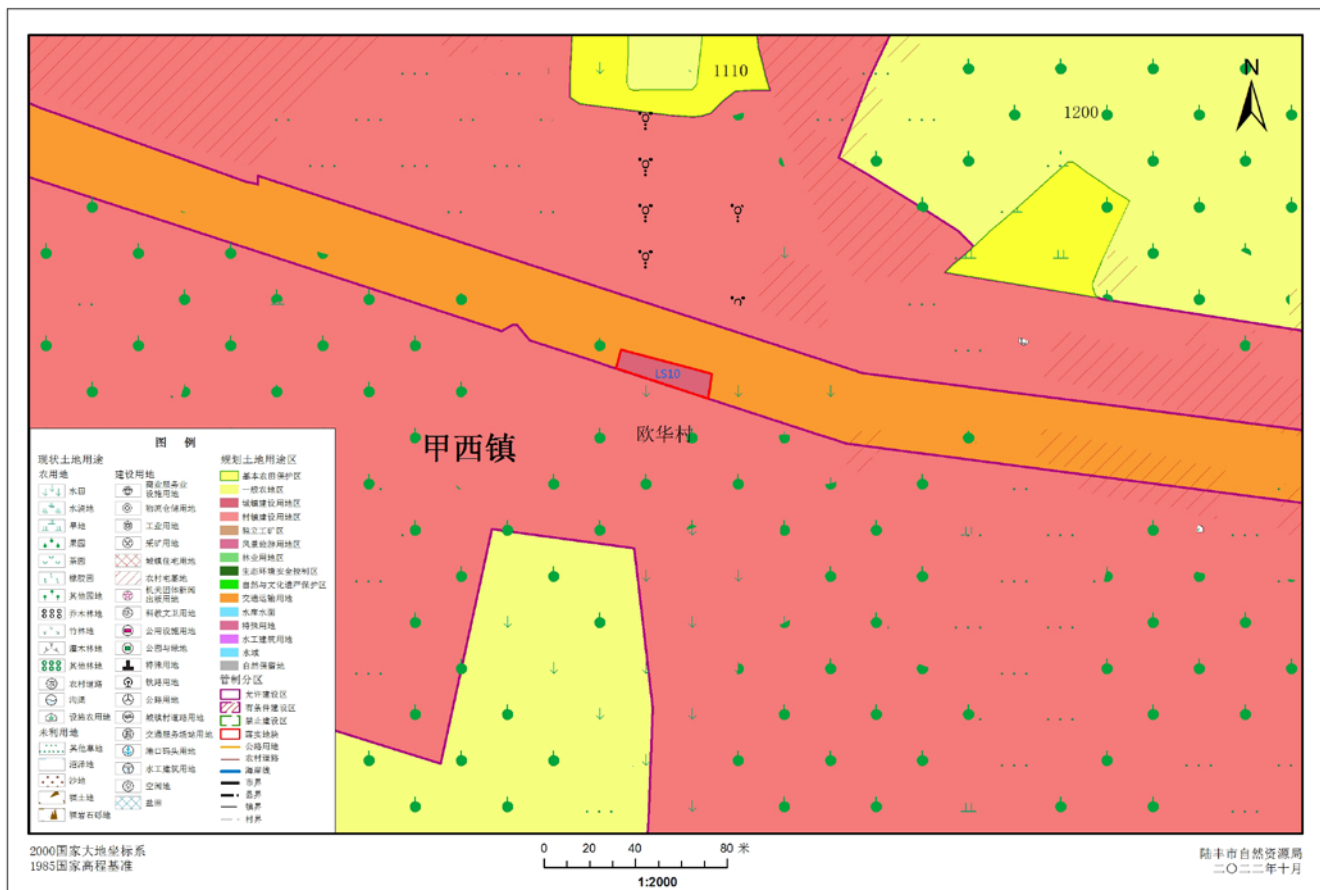 1110
1200
N
LS10
甲西镇
欧华村
图 例
现状土地用途
农用地
水田
水浇地
旱地
果园
茶园
橡胶园
其他园地
乔木林地
竹林地
灌木林地
其他林地
农村道路
沟渠
设施农用地
未利用地
其他草地
沼泽地
沙地
裸土地
裸岩石砾地
建设用地
商业服务业
设施用地
物流仓储用地
工业用地
采矿用地
城镇住宅用地
农村宅基地
机关团体新闻
出版用地
科教文卫用地
公用设施用地
公园与绿地
特殊用地
铁路用地
公路用地
城镇村道路用地
交通服务场站用地
港口码头用地
水工建筑用地
空闲地
盐田
规划土地用途区
基本农田保护区
一般农地区
城镇建设用地区
村镇建设用地区
独立工矿区
风景旅游用地区
林业用地区
生态环境安全控制区
自然与文化遗产保护区
交通运输用地
水库水面
特殊用地
水工建筑用地
水域
自然保留地
管制分区
允许建设区
有条件建设区
禁止建设区
落实地块
公路用地
农村道路
海岸线
市界
县界
镇界
村界
2000国家大地坐标系
1985国家高程基准
0 20 40 80 米
1:2000
陆丰市自然资源局
二〇二二年十月